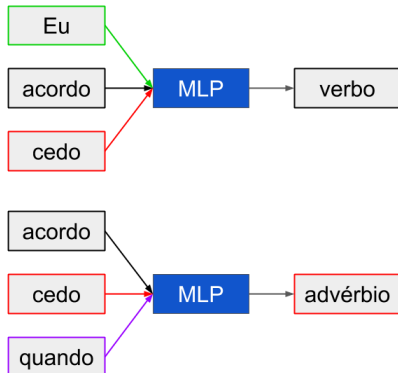 Eu
acordo
MLP
verbo
cedo
acordo
cedo
MLP
advérbio
quando